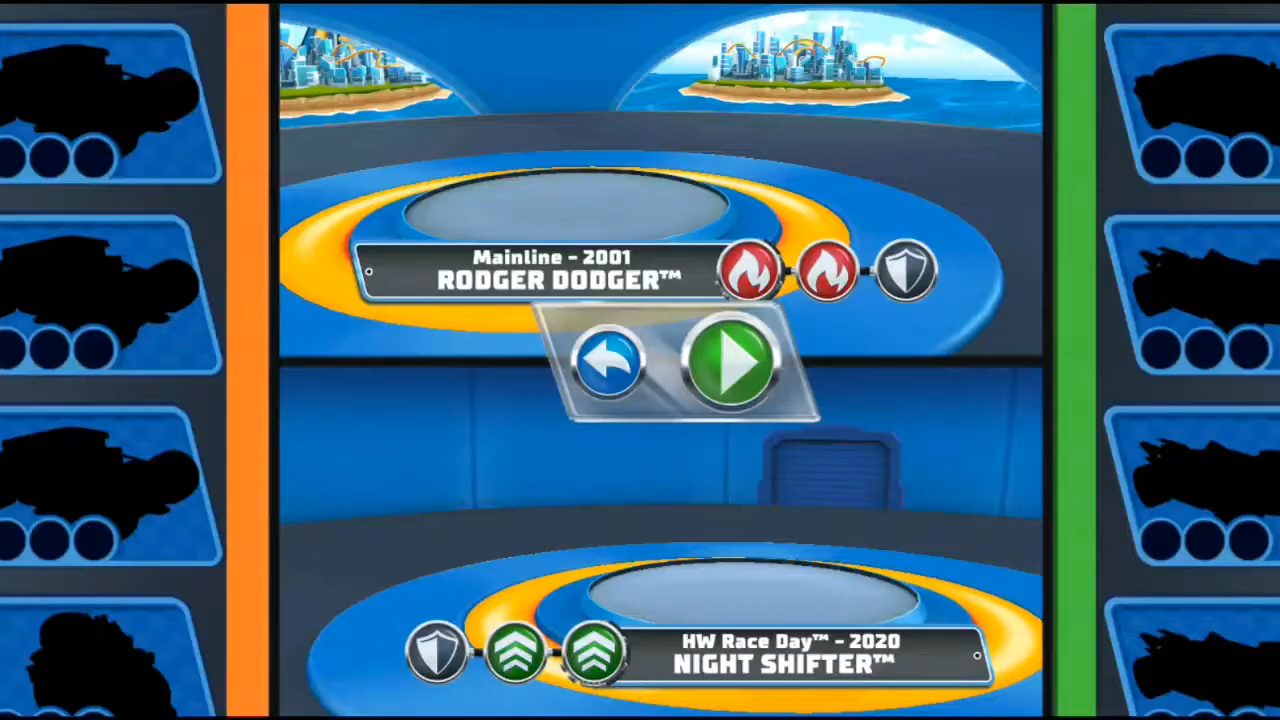 Mainline - 2001
RODGER DODGER™
HW Race Day™ - 2020
NIGHT SHIFTER™